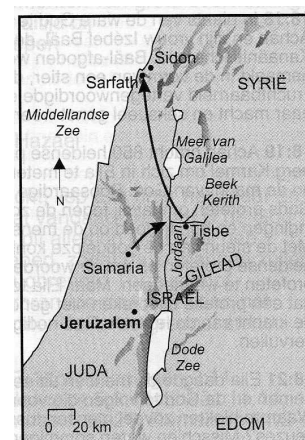 Sidon
Sarfath
SYRIË
Middellandse
Zee
Meer van
Galilea
Beek
Kerith
N
Tisbe
Jordaan
Samaria
GILEAD
ISRAËL
Jeruzalem
Dode
Zee
JUDA
0 20 km
EDOM